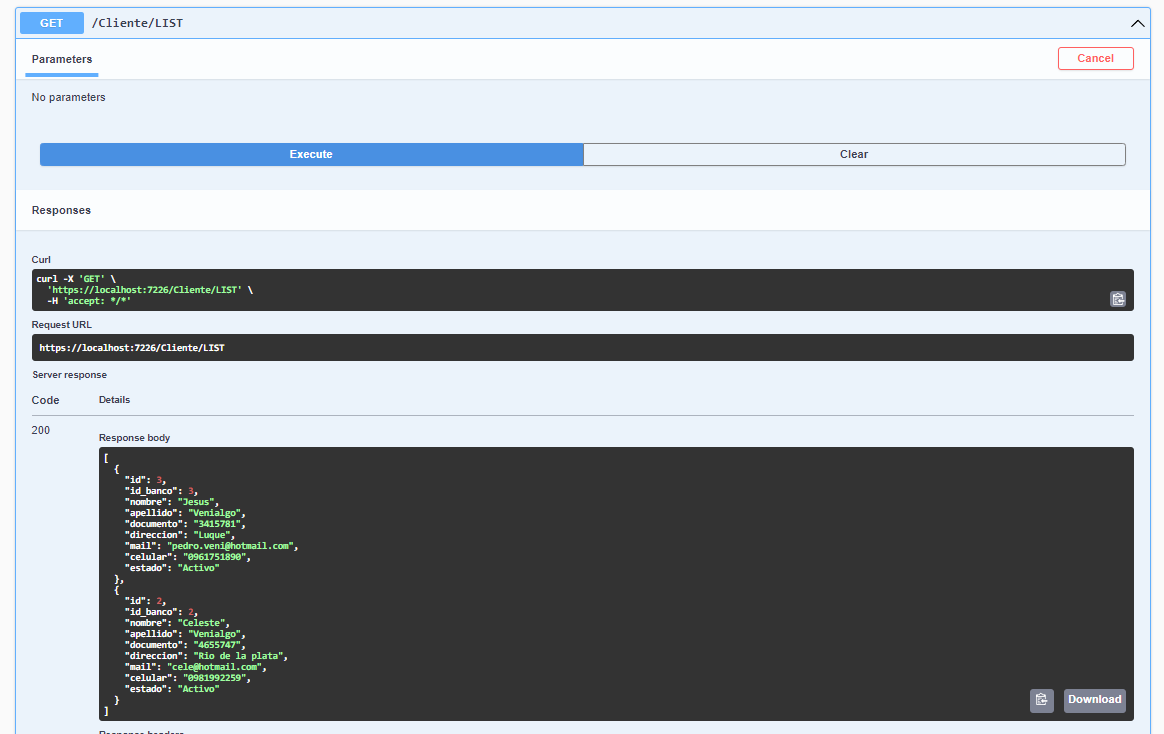 GET /Cliente/LIST
Parameters
Cancel
No parameters
Execute
Clear
Responses
Curl
curl -X 'GET' \
  'https://localhost:7226/Cliente/LIST' \
  -H 'accept: */*'
Request URL
https://localhost:7226/Cliente/LIST
Server response
Code Details
200
Response body
[
  {
    "id": 3,
    "id_banco": 3,
    "nombre": "Jesus",
    "apellido": "Venialgo",
    "documento": "3415781",
    "direccion": "Luque",
    "mail": "pedro.veni@hotmail.com",
    "celular": "0961751890",
    "estado": "Activo"
  },
  {
    "id": 2,
    "id_banco": 2,
    "nombre": "Celeste",
    "apellido": "Venialgo",
    "documento": "4655747",
    "direccion": "Rio de la plata",
    "mail": "cele@hotmail.com",
    "celular": "0981992259",
    "estado": "Activo"
  }
]
Download
Response headers